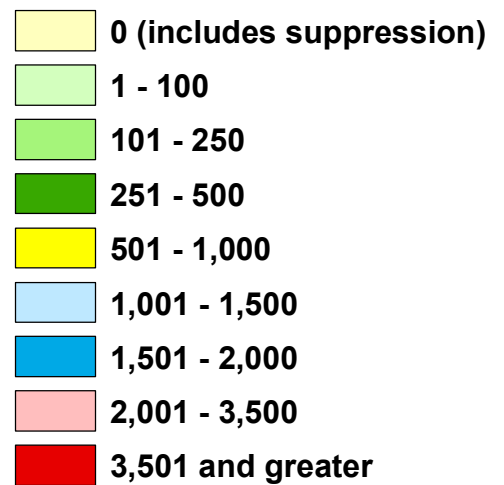 0 (includes suppression)
1 - 100
101 - 250
251 - 500
501 - 1,000
1,001 - 1,500
1,501 - 2,000
2,001 - 3,500
3,501 and greater